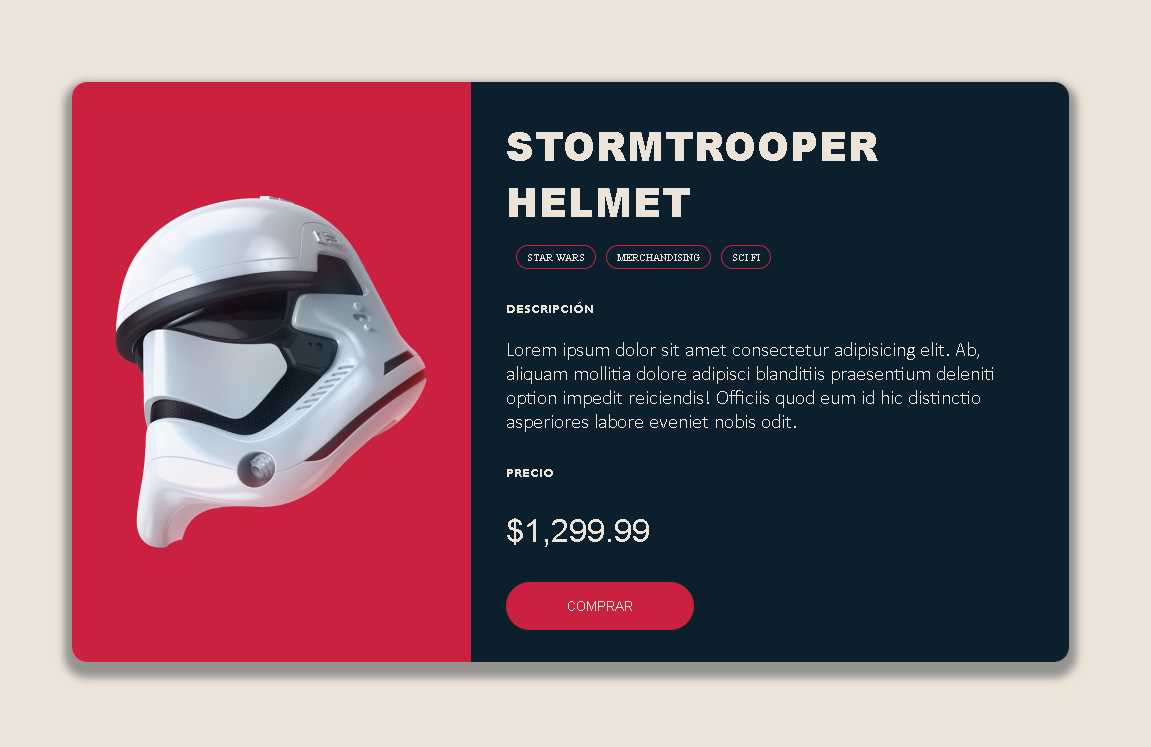 STORMTROOPER
HELMET
STAR WARS MERCHANDISING SCI FI
DESCRIPCIÓN
Lorem ipsum dolor sit amet consectetur adipisicing elit. Ab,
aliquam mollitia dolore adipisci blanditiis praesentium deleniti
option impedit reiciendis! Officiis quod eum id hic distinctio
asperiores labore eveniet nobis odit.
PRECIO
$1,299.99
COMPRAR